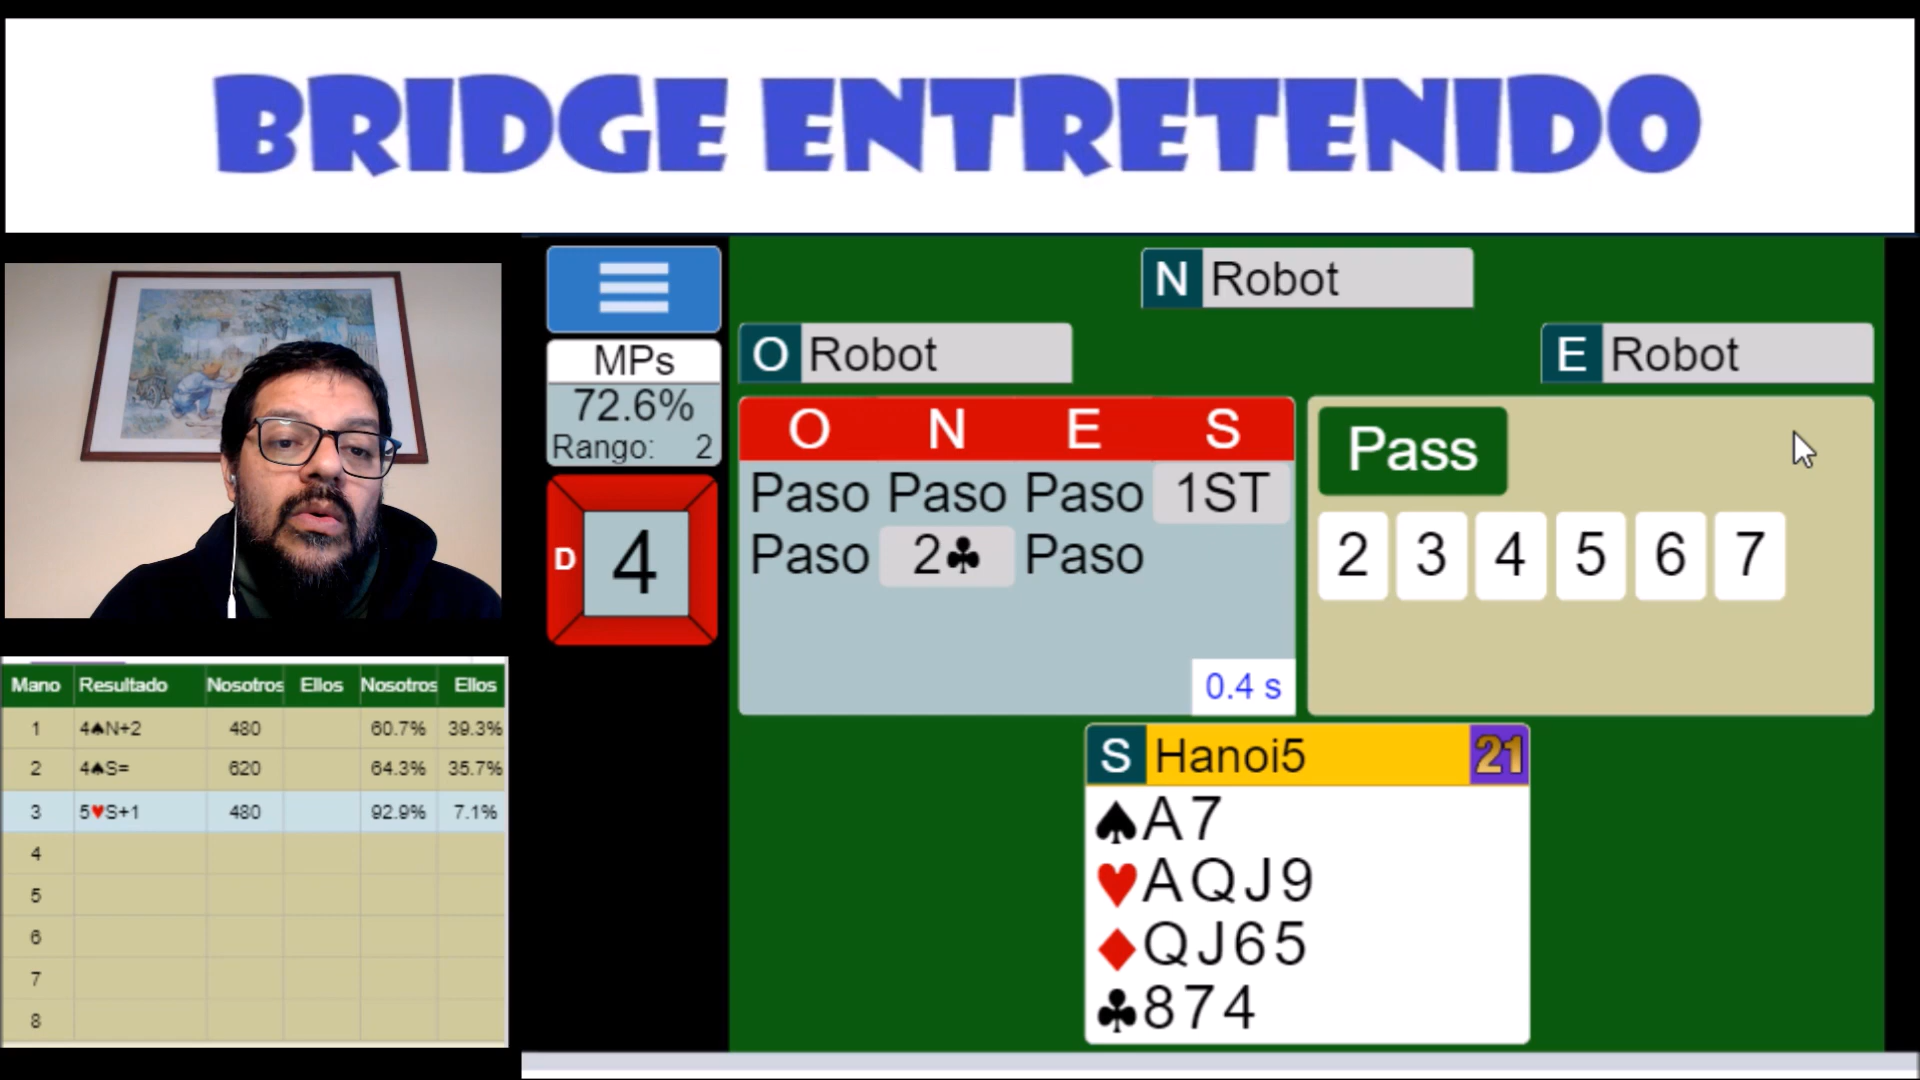 BRIDGE ENTRETENIDO
N Robot
O Robot
E Robot
MPs
72.6%
Rango: 2
D 4
O N E S
Paso Paso Paso 1ST
Paso 2♣ Paso
0.4 s
Pass
2 3 4 5 6 7
S Hanoi5 21
♠A7
♥AQJ9
♦QJ65
♣874
Mano Resultado Nosotros Ellos Nosotros Ellos
1 4♠N+2 480 60.7% 39.3%
2 4♠S= 620 64.3% 35.7%
3 5♥S+1 480 92.9% 7.1%
4
5
6
7
8